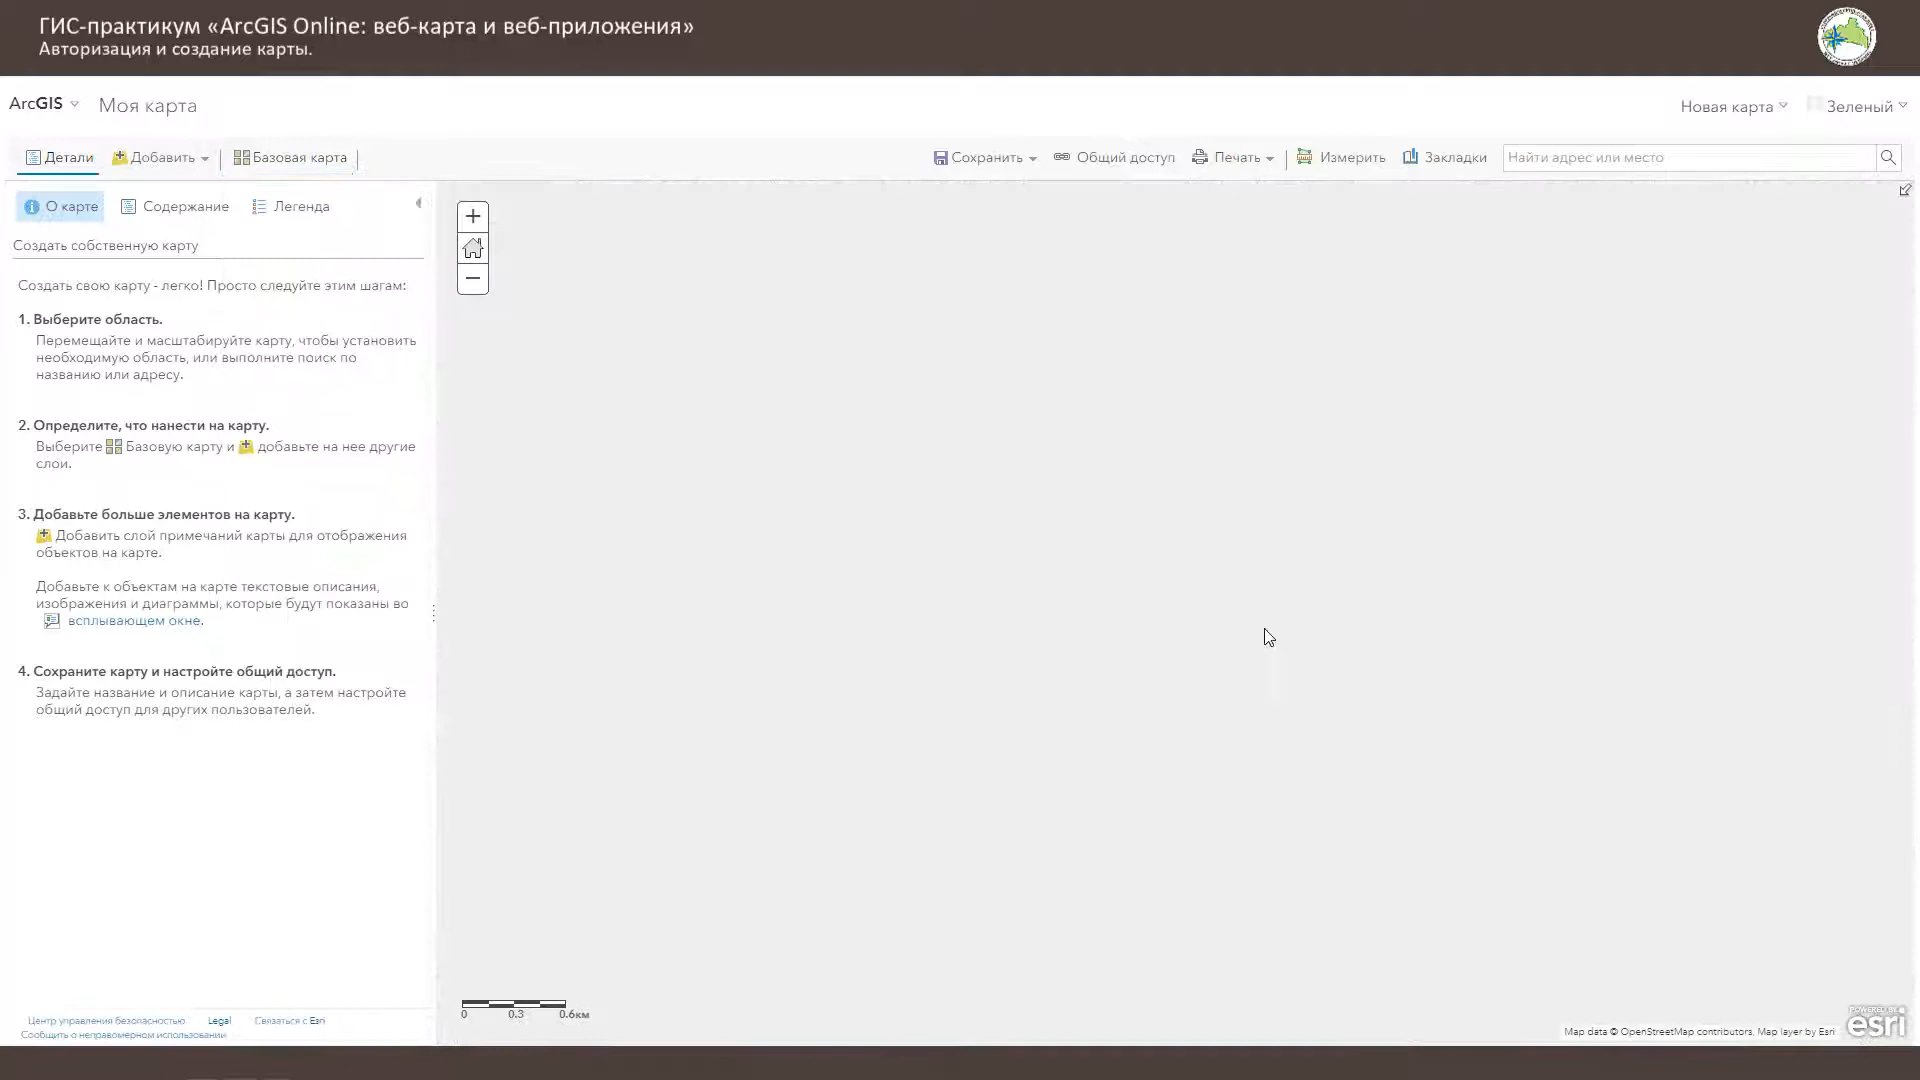 ГИС-практикум «ArcGIS Online: веб-карта и веб-приложения»
Авторизация и создание карты.
ArcGIS Моя карта
Новая карта Зеленый
Детали Добавить Базовая карта
Сохранить Общий доступ Печать Измерить Закладки Найти адрес или место
О карте Содержание Легенда
Создать собственную карту
Создать свою карту - легко! Просто следуйте этим шагам:
1. Выберите область.
Перемещайте и масштабируйте карту, чтобы установить
необходимую область, или выполните поиск по
названию или адресу.
2. Определите, что нанести на карту.
Выберите Базовую карту и добавьте на нее другие
слои.
3. Добавьте больше элементов на карту.
Добавить слой примечаний карты для отображения
объектов на карте.
Добавьте к объектам на карте текстовые описания,
изображения и диаграммы, которые будут показаны во
всплывающем окне.
4. Сохраните карту и настройте общий доступ.
Задайте название и описание карты, а затем настройте
общий доступ для других пользователей.
0 0.3 0.6км
Центр управления безопасностью Legal Связаться с Esri
Сообщить о неправомерном использовании
Map data © OpenStreetMap contributors, Map layer by Esri
POWERED BY
esri